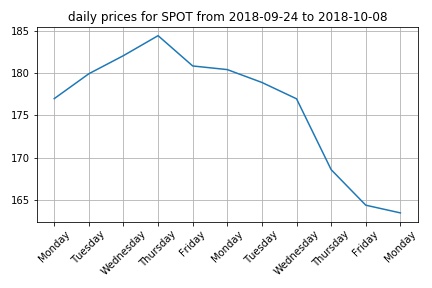 daily prices for SPOT from 2018-09-24 to 2018-10-08
185
180
175
170
165
Monday
Tuesday
Wednesday
Thursday
Friday
Monday
Tuesday
Wednesday
Thursday
Friday
Monday